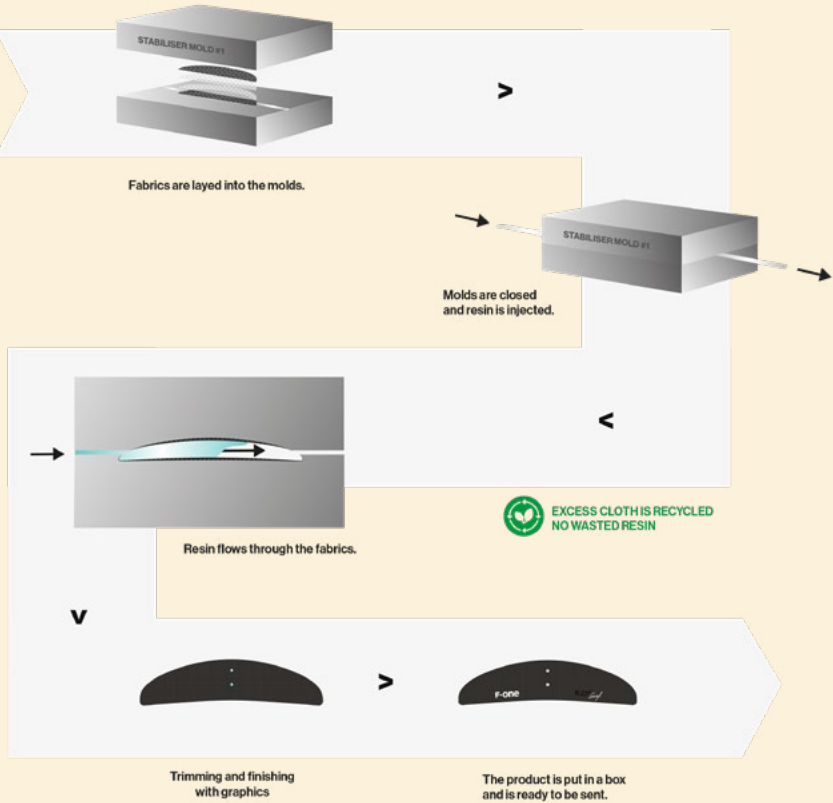 STABILISER MOLD #1
Fabrics are layed into the molds.
>
STABILISER MOLD #1
Molds are closed
and resin is injected.
<
EXCESS CLOTH IS RECYCLED
NO WASTED RESIN
Resin flows through the fabrics.
v
>
F-one
Trimming and finishing
with graphics
The product is put in a box
and is ready to be sent.